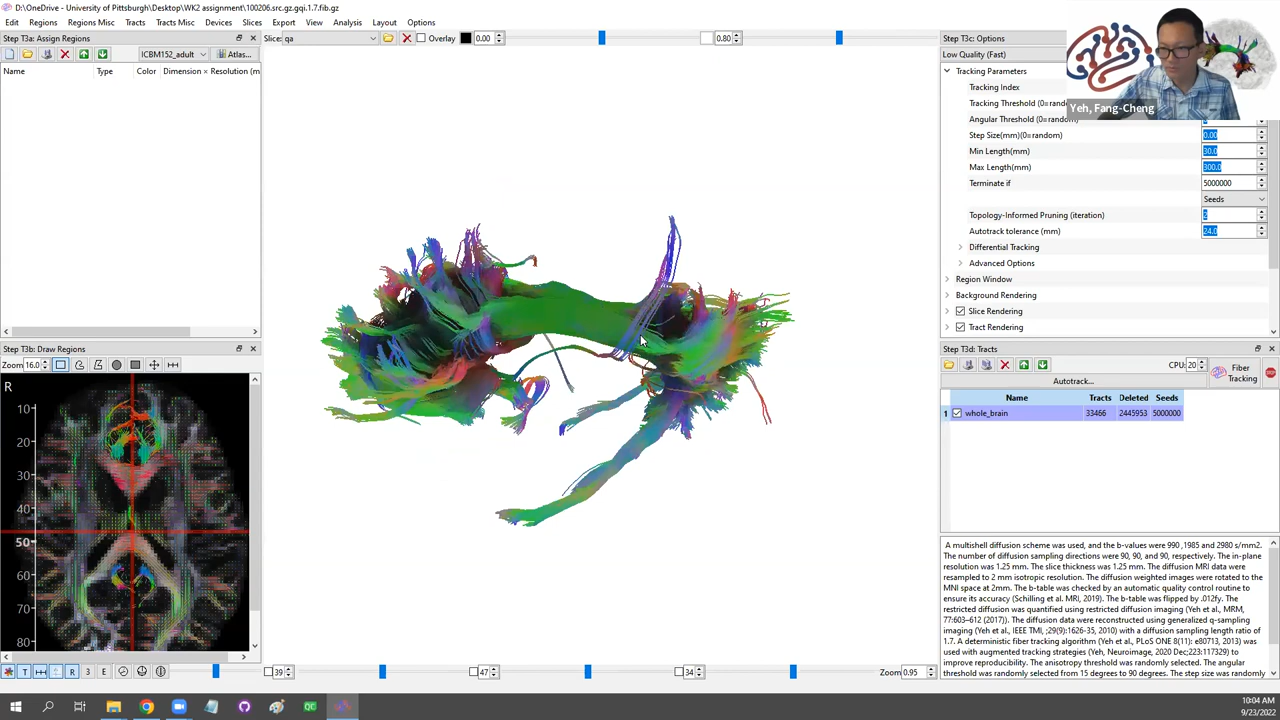 D:\OneDrive - University of Pittsburgh\Desktop\WK2 assignment\100206.src.gz.gqi.1.7.fib.gz
Edit Regions Regions Misc Tracts Tracts Misc Devices Slices Export View Analysis Layout Options
Step T3a: Assign Regions
ICBM152_adult Atlas...
Name Type Color Dimension × Resolution (m
Slice: qa Overlay 0.00 0.80
Step T3c: Options
Low Quality (Fast)
Tracking Parameters
Tracking Index
Tracking Threshold (0=rand
Angular Threshold (0=random)
Step Size(mm)(0=random) 0.00
Min Length(mm) 30.0
Max Length(mm) 300.0
Terminate if 5000000
Seeds
Topology-Informed Pruning (iteration) 2
Autotrack tolerance (mm) 24.0
Differential Tracking
Advanced Options
Region Window
Background Rendering
Slice Rendering
Tract Rendering
Yeh, Fang-Cheng
Step T3b: Draw Regions
Zoom 16.0
R
10
20
30
40
50
60
70
80
T R 3 E
39 47 34 Zoom 0.95
Step T3d: Tracts
CPU: 20 Fiber Tracking
Autotrack...
Name Tracts Deleted Seeds
1 whole_brain 33466 2445953 5000000
A multishell diffusion scheme was used, and the b-values were 990 ,1985 and 2980 s/mm2.
The number of diffusion sampling directions were 90, 90, and 90, respectively. The in-plane
resolution was 1.25 mm. The slice thickness was 1.25 mm. The diffusion MRI data were
resampled to 2 mm isotropic resolution. The diffusion weighted images were rotated to the
MNI space at 2mm. The b-table was checked by an automatic quality control routine to
ensure its accuracy (Schilling et al. MRI, 2019). The b-table was flipped by .012fy. The
restricted diffusion was quantified using restricted diffusion imaging (Yeh et al., MRM,
77:603–612 (2017)). The diffusion data were reconstructed using generalized q-sampling
imaging (Yeh et al., IEEE TMI, ;29(9):1626-35, 2010) with a diffusion sampling length ratio of
1.7. A deterministic fiber tracking algorithm (Yeh et al., PLoS ONE 8(11): e80713, 2013) was
used with augmented tracking strategies (Yeh, Neuroimage, 2020 Dec;223:117329) to
improve reproducibility. The anisotropy threshold was randomly selected. The angular
threshold was randomly selected from 15 degrees to 90 degrees. The step size was randomly
QC
10:04 AM
9/23/2022